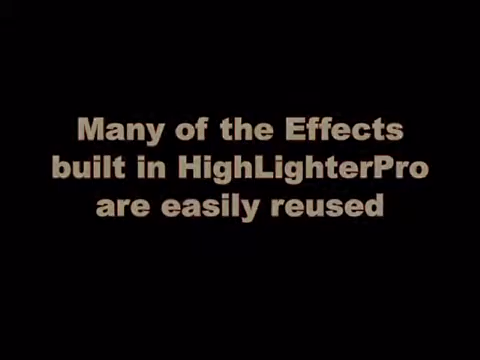 Many of the Effects
built in HighLighterPro
are easily reused